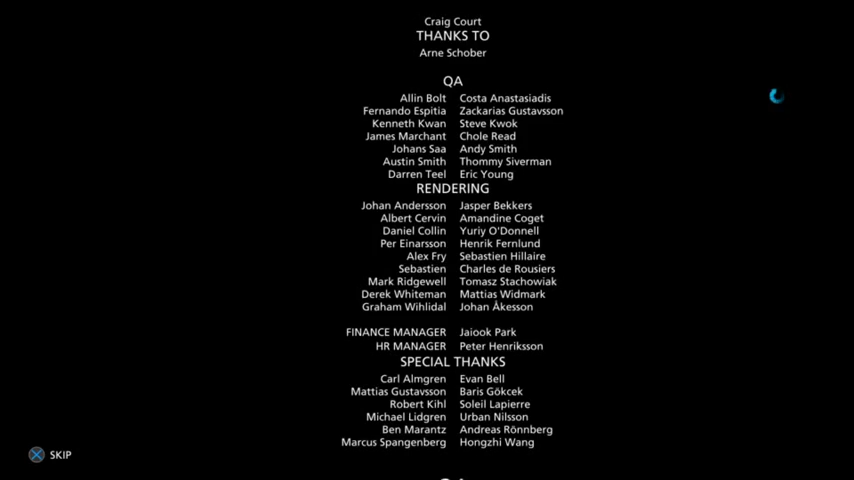 Craig Court
THANKS TO
Arne Schober
QA
Allin Bolt Costa Anastasiadis
Fernando Espitia Zackarias Gustavsson
Kenneth Kwan Steve Kwok
James Marchant Chole Read
Johans Saa Andy Smith
Austin Smith Thommy Siverman
Darren Teel Eric Young
RENDERING
Johan Andersson Jasper Bekkers
Albert Cervin Amandine Coget
Daniel Collin Yuriy O'Donnell
Per Einarsson Henrik Fernlund
Alex Fry Sebastien Hillaire
Sebastien Charles de Rousiers
Mark Ridgewell Tomasz Stachowiak
Derek Whiteman Mattias Widmark
Graham Wihlidal Johan Åkesson
FINANCE MANAGER Jaiook Park
HR MANAGER Peter Henriksson
SPECIAL THANKS
Carl Almgren Evan Bell
Mattias Gustavsson Baris Gökcek
Robert Kihl Soleil Lapierre
Michael Lidgren Urban Nilsson
Ben Marantz Andreas Rönnberg
Marcus Spangenberg Hongzhi Wang
SKIP